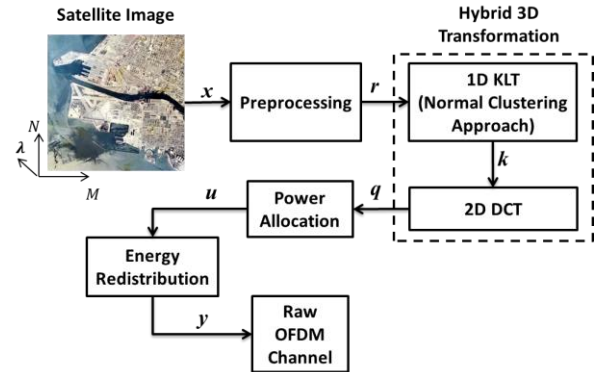 Satellite Image
Hybrid 3D
Transformation
x
Preprocessing
r
1D KLT
(Normal Clustering
Approach)
N
λ
M
k
2D DCT
q
Power
Allocation
u
Energy
Redistribution
y
Raw
OFDM
Channel